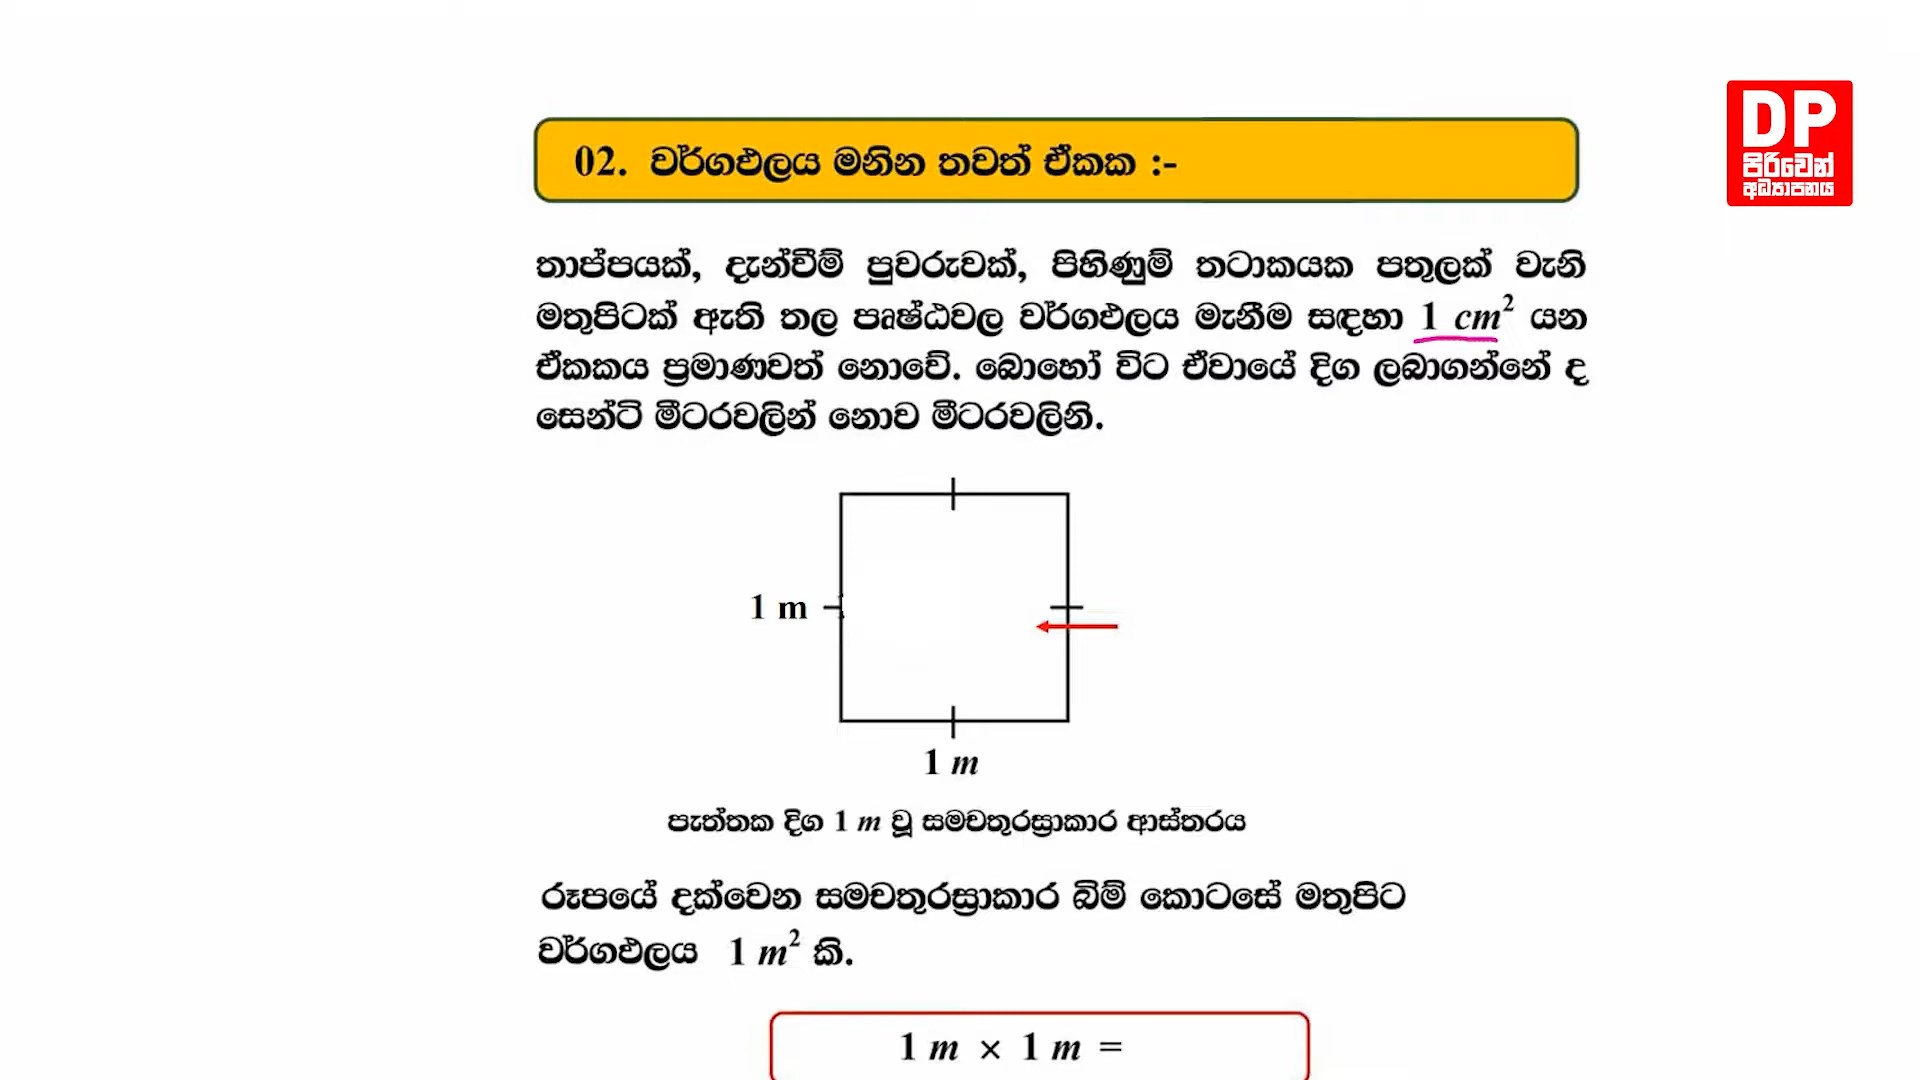 DP
පිරිවෙන්
අධ්‍යාපනය
02. වර්ගඵලය මනින තවත් ඒකක :-
තාප්පයක්, දැන්වීම් පුවරුවක්, පිහිණුම් තටාකයක පතුලක් වැනි
මතුපිටක් ඇති තල පෘෂ්ඨවල වර්ගඵලය මැනීම සඳහා 1 cm² යන
ඒකකය ප්‍රමාණවත් නොවේ. බොහෝ විට ඒවායේ දිග ලබාගන්නේ ද
සෙන්ටි මීටරවලින් නොව මීටරවලිනි.
1 m
1 m
පැත්තක දිග 1 m වූ සමචතුරස්‍රාකාර ආස්තරය
රූපයේ දක්වෙන සමචතුරස්‍රාකාර බිම් කොටසේ මතුපිට
වර්ගඵලය 1 m² කි.
1 m × 1 m =